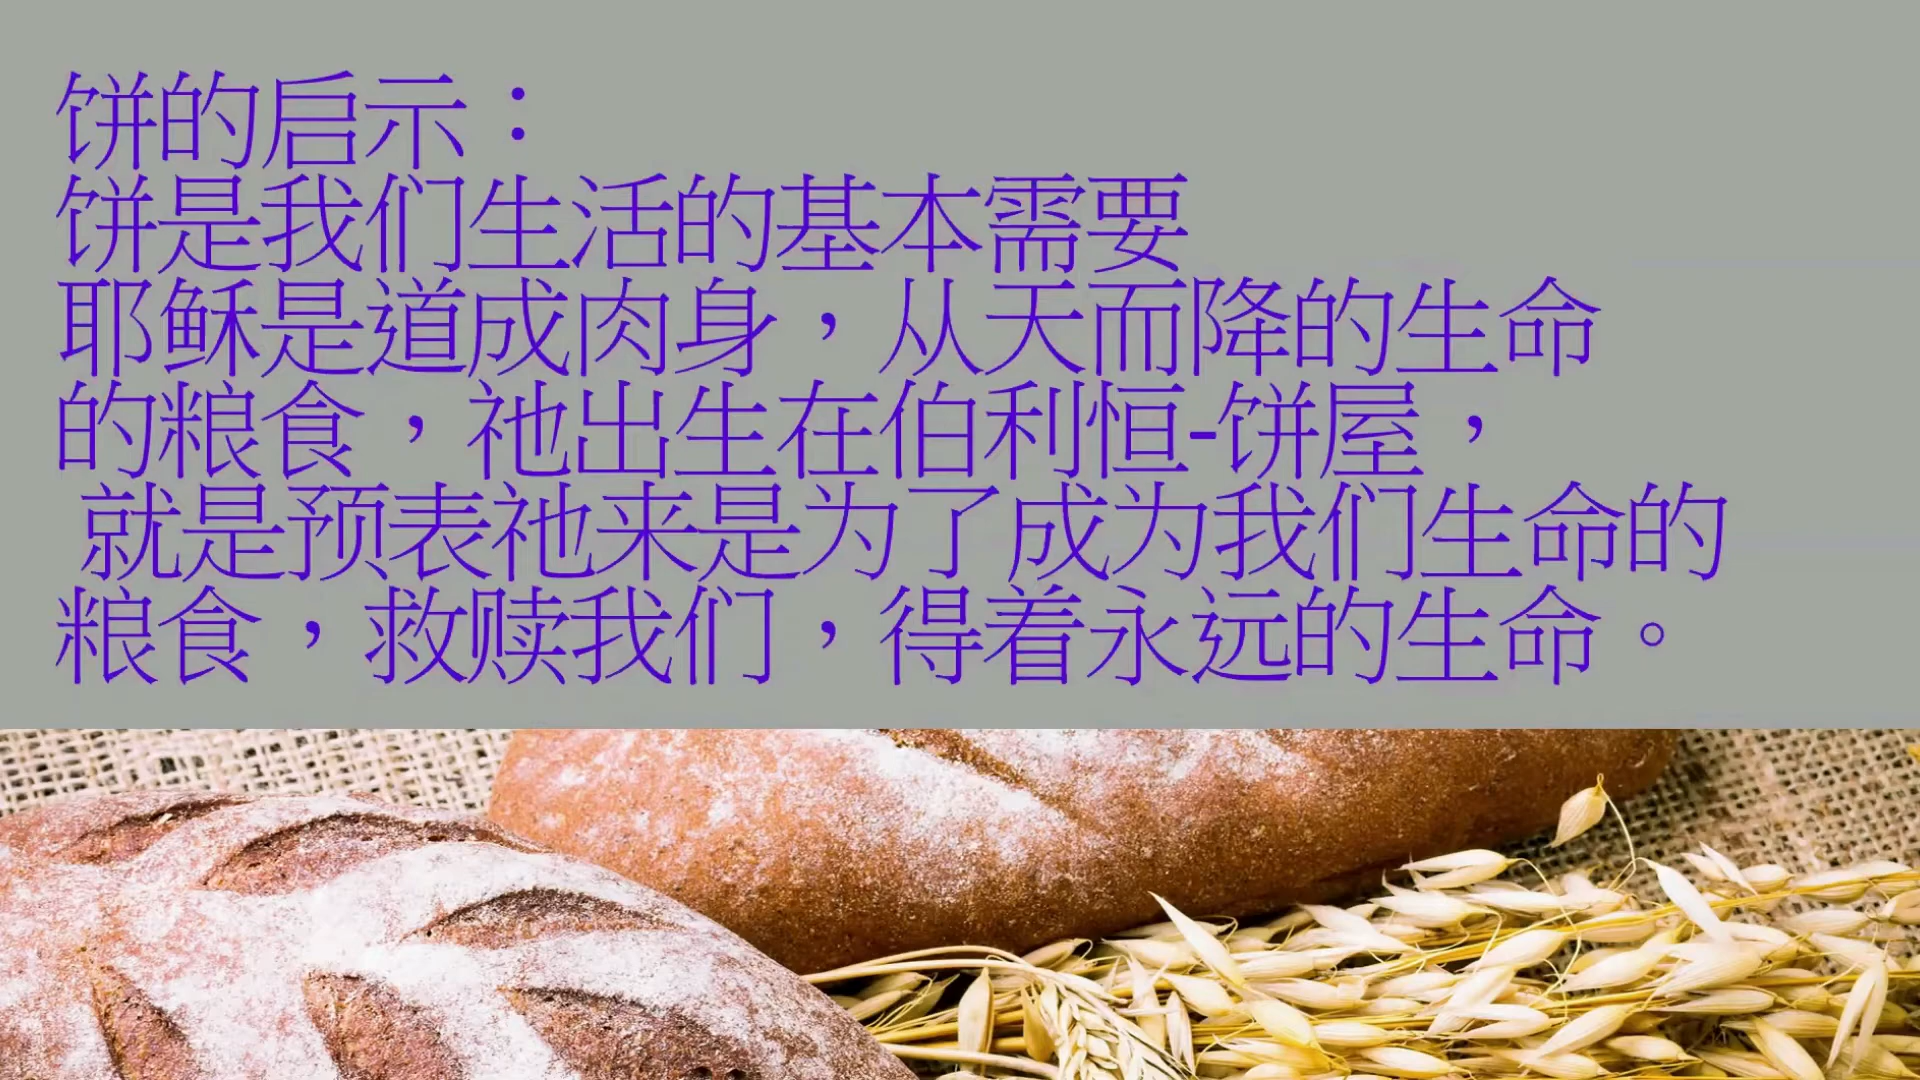 饼的启示：
饼是我们生活的基本需要
耶稣是道成肉身，从天而降的生命
的粮食，祂出生在伯利恒-饼屋，
就是预表祂来是为了成为我们生命的
粮食，救赎我们，得着永远的生命。